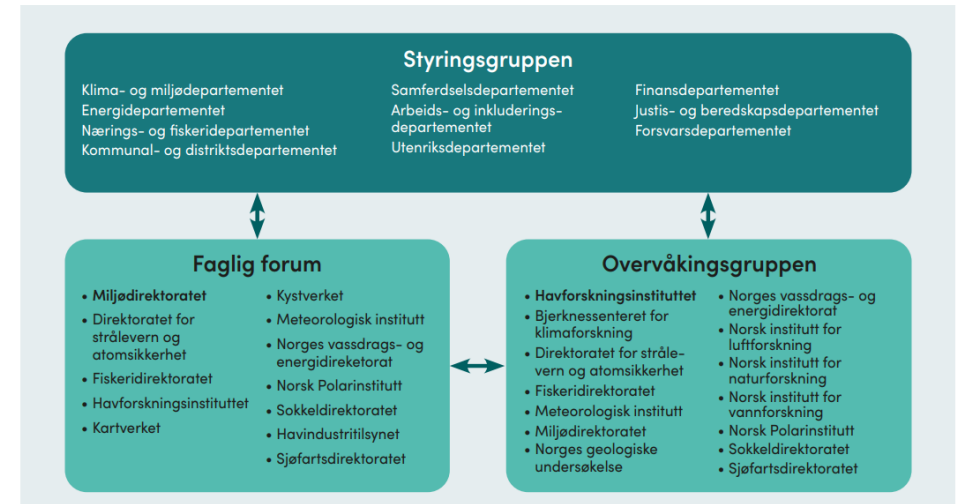 Styringsgruppen
Klima- og miljødepartementet
Energidepartementet
Nærings- og fiskeridepartementet
Kommunal- og distriktsdepartmentet
Samferdselsdepartementet
Arbeids- og inkluderings-
departementet
Utenriksdepartementet
Finansdepartementet
Justis- og beredskapsdepartementet
Forsvarsdepartementet
Faglig forum
• Miljødirektoratet
• Direktoratet for
strålevern og
atomsikkerhet
• Fiskeridirektoratet
• Havforskningsinstituttet
• Kartverket
• Kystverket
• Meteorologisk institutt
• Norges vassdrags- og
energidireketorat
• Norsk Polarinstitutt
• Sokkeldirektoratet
• Havindustritilsynet
• Sjøfartsdirektoratet
Overvåkingsgruppen
• Havforskningsinstituttet
• Bjerknessenteret for
klimaforskning
• Direktoratet for stråle-
vern og atomsikkerhet
• Fiskeridirektoratet
• Meteorologisk institutt
• Miljødirektoratet
• Norges geologiske
undersøkelse
• Norges vassdrags- og
energidirektorat
• Norsk institutt for
luftforskning
• Norsk institutt for
naturforskning
• Norsk institutt for
vannforskning
• Norsk Polarinstitutt
• Sokkeldirektoratet
• Sjøfartsdirektoratet